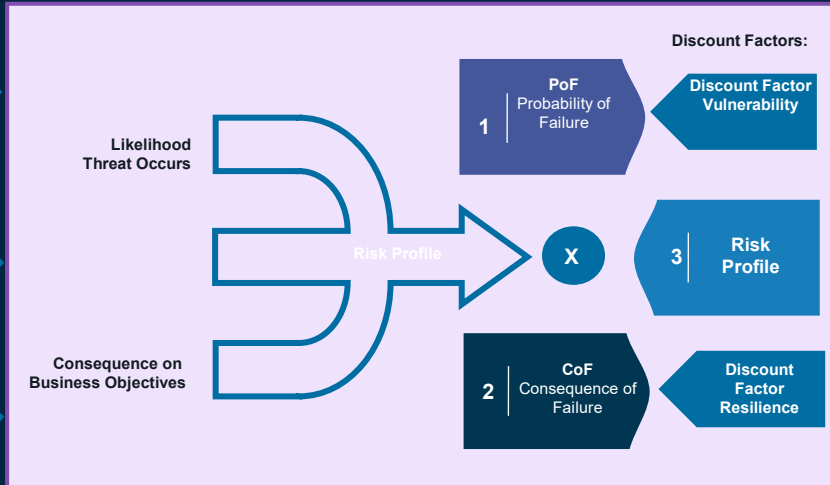 Discount Factors:
Likelihood
Threat Occurs
Risk Profile
Consequence on
Business Objectives
1
PoF
Probability of
Failure
Discount Factor
Vulnerability
X
3
Risk
Profile
2
CoF
Consequence of
Failure
Discount
Factor
Resilience